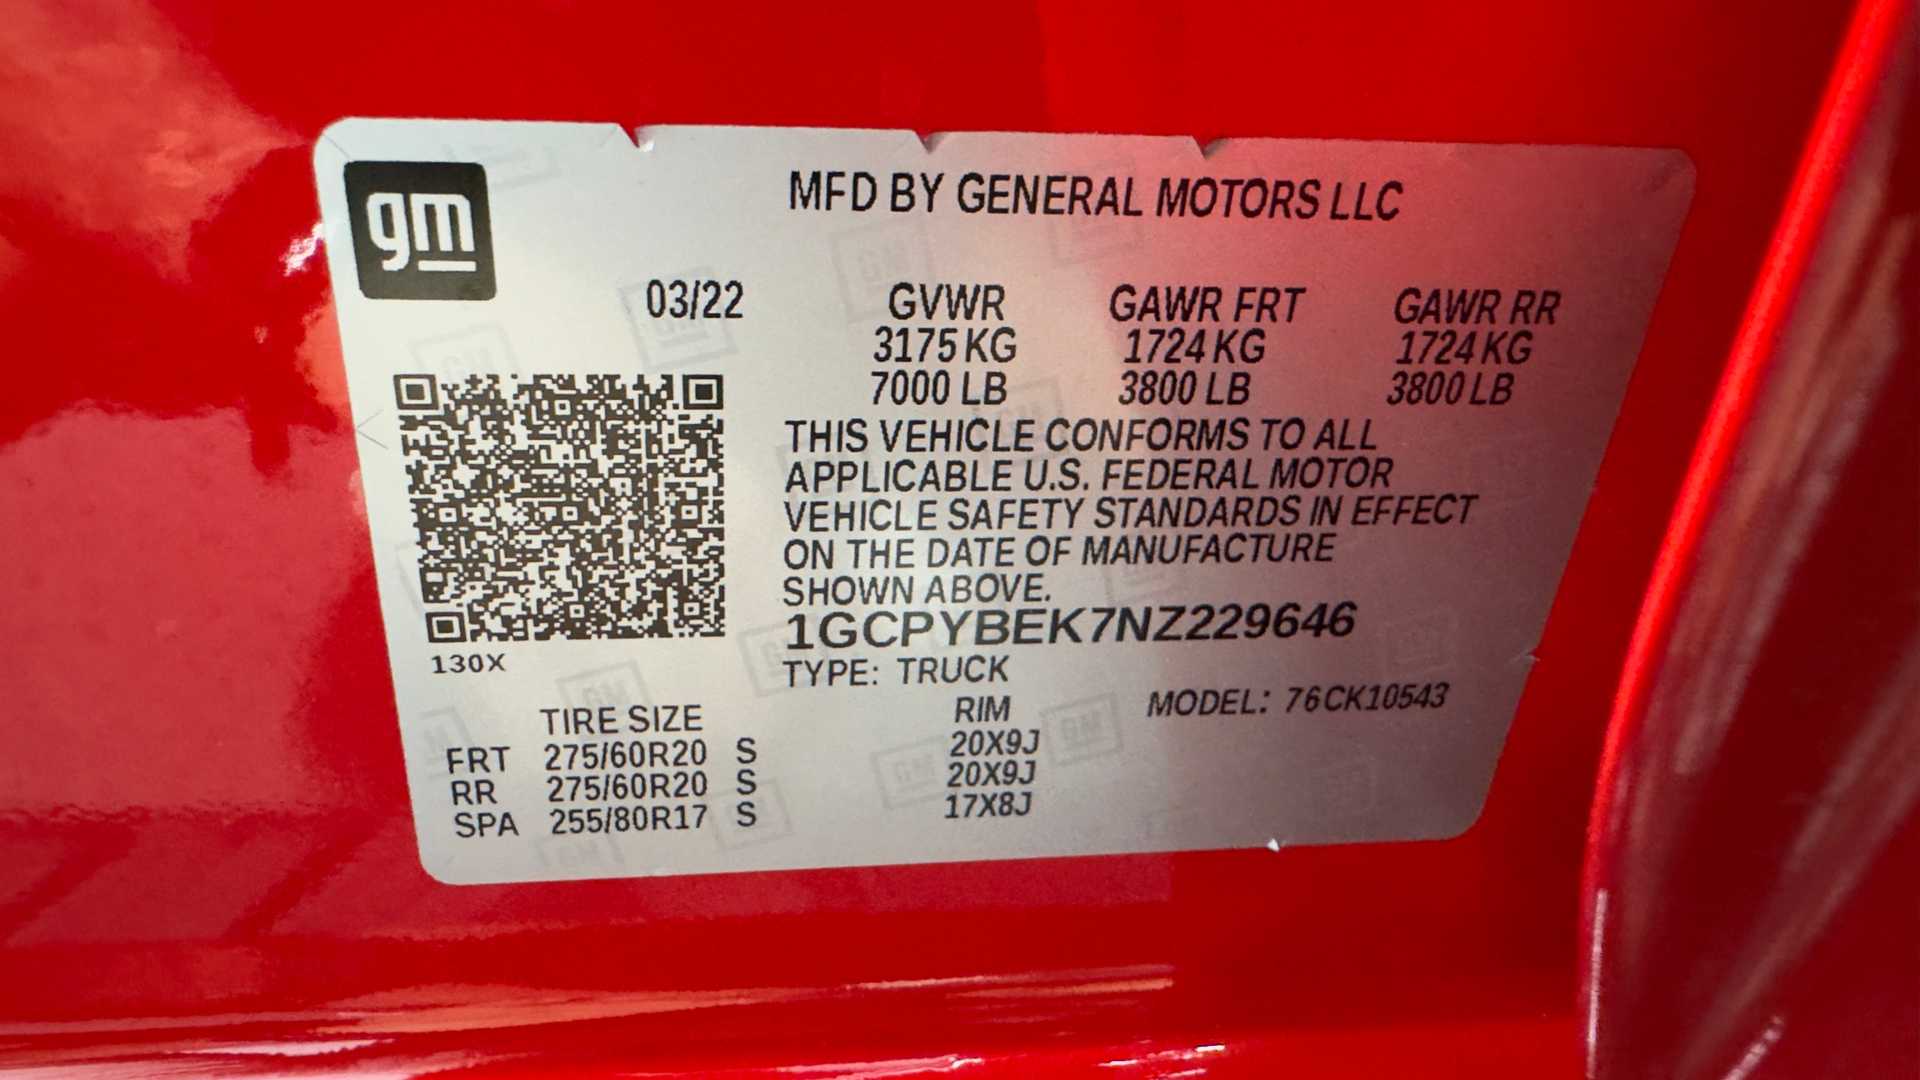 gm
MFD BY GENERAL MOTORS LLC
03/22 GVWR GAWR FRT GAWR RR
3175 KG 1724 KG 1724 KG
7000 LB 3800 LB 3800 LB
THIS VEHICLE CONFORMS TO ALL
APPLICABLE U.S. FEDERAL MOTOR
VEHICLE SAFETY STANDARDS IN EFFECT
ON THE DATE OF MANUFACTURE
SHOWN ABOVE.
1GCPYBEK7NZ229646
130X
TYPE: TRUCK
MODEL: 76CK10543
TIRE SIZE RIM
FRT 275/60R20 S 20X9J
RR 275/60R20 S 20X9J
SPA 255/80R17 S 17X8J